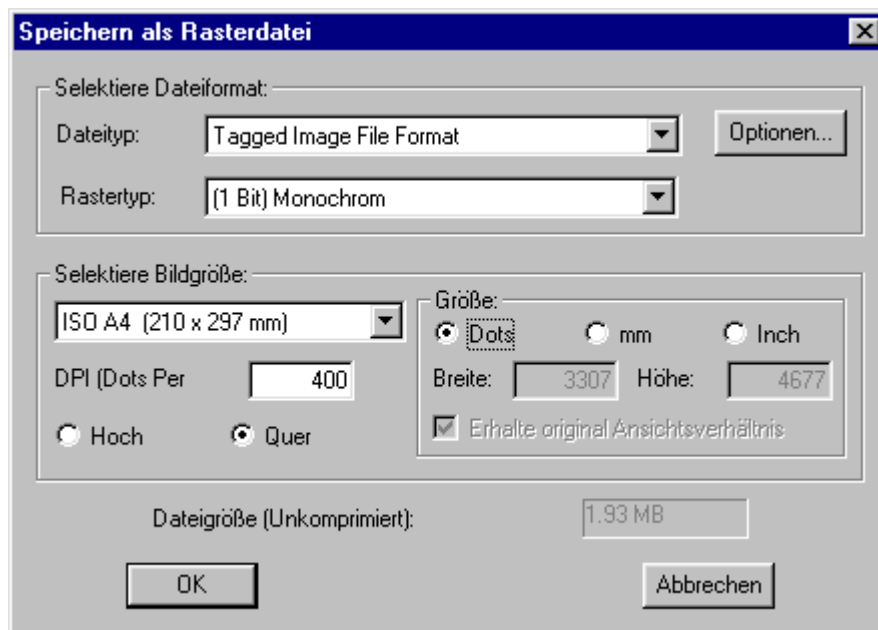 Speichern als Rasterdatei
Selektiere Dateiformat:
Dateityp: Tagged Image File Format Optionen...
Rastertyp: (1 Bit) Monochrom
Selektiere Bildgröße:
ISO A4 (210 x 297 mm)
DPI (Dots Per 400
Hoch Quer
Größe:
Dots mm Inch
Breite: 3307 Höhe: 4677
Erhalte original Ansichtsverhältnis
Dateigröße (Unkomprimiert): 1.93 MB
OK Abbrechen